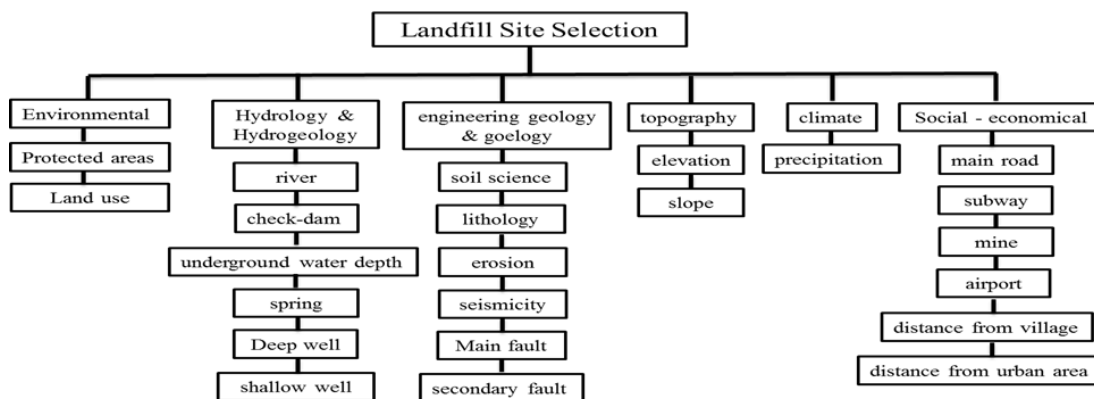 Landfill Site Selection
Environmental
Protected areas
Land use
Hydrology &
Hydrogeology
river
check-dam
underground water depth
spring
Deep well
shallow well
engineering geology
& goelogy
soil science
lithology
erosion
seismicity
Main fault
secondary fault
topography
elevation
slope
climate
precipitation
Social - economical
main road
subway
mine
airport
distance from village
distance from urban area